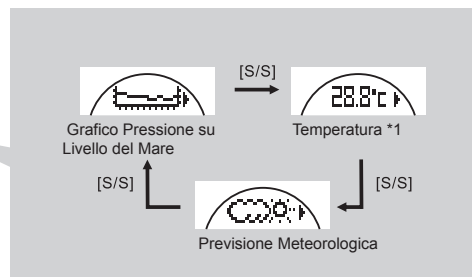 [S/S]
28.8°C
Grafico Pressione su
Livello del Mare
Temperatura *1
[S/S]
[S/S]
Previsione Meteorologica